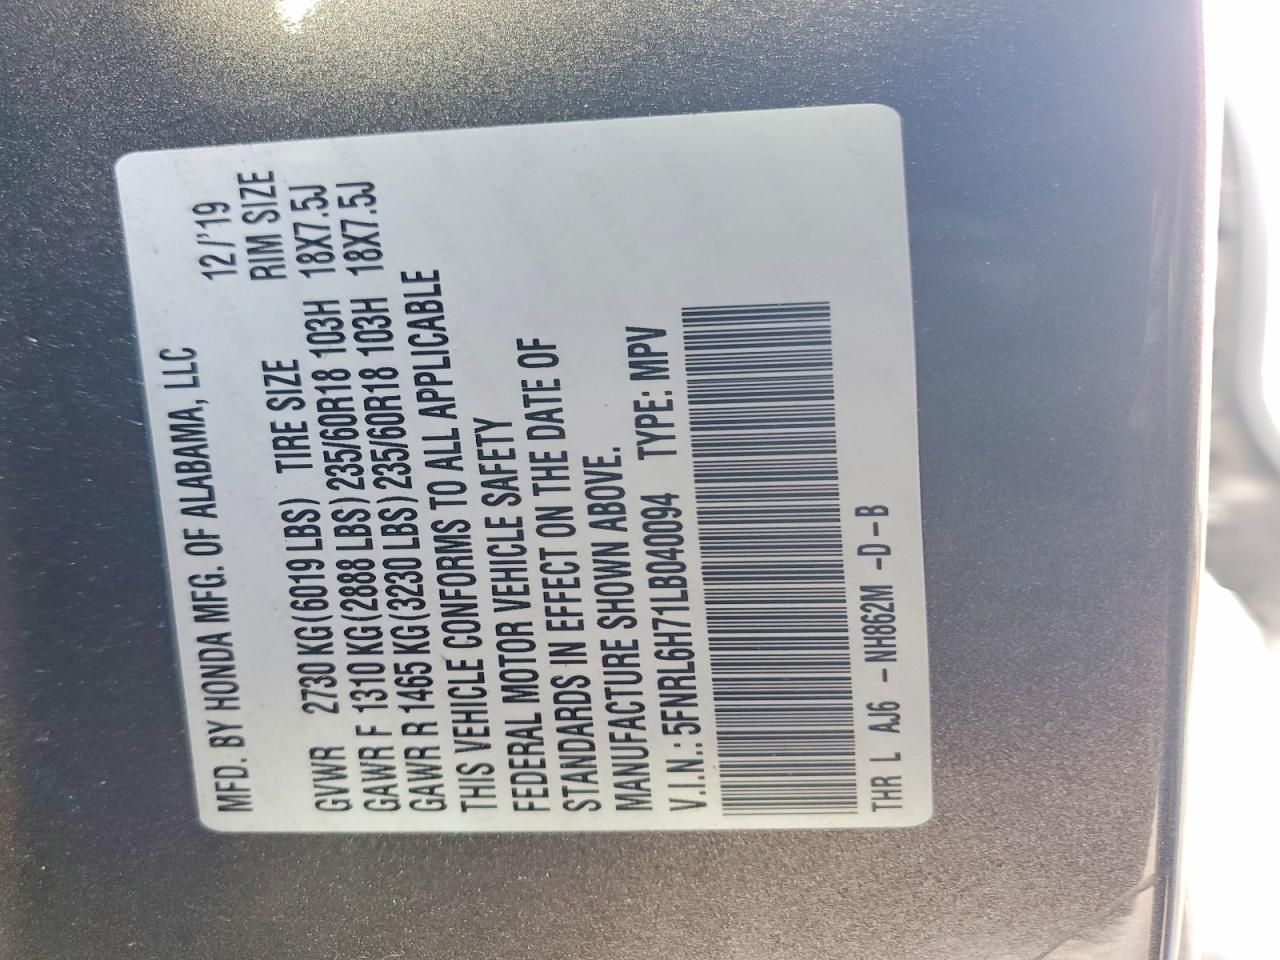 MFD. BY HONDA MFG. OF ALABAMA, LLC 12/'19
TIRE SIZE RIM SIZE
GVWR 2730 KG (6019 LBS)
GAWR F 1310 KG (2888 LBS) 235/60R18 103H 18X7.5J
GAWR R 1465 KG (3230 LBS) 235/60R18 103H 18X7.5J
THIS VEHICLE CONFORMS TO ALL APPLICABLE
FEDERAL MOTOR VEHICLE SAFETY
STANDARDS IN EFFECT ON THE DATE OF
MANUFACTURE SHOWN ABOVE.
V.I.N.: 5FNRL6H71LB040094 TYPE: MPV
THR L AJ6 -NH862M -D-B